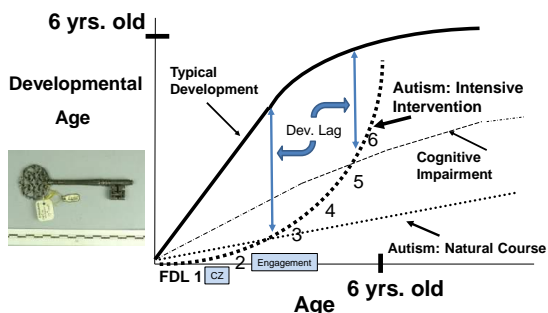 6 yrs. old
Developmental
Age
Typical
Development
Autism: Intensive
Intervention
Dev. Lag
6
Cognitive
Impairment
5
4
3
Autism: Natural Course
2
Engagement
FDL 1
CZ
6 yrs. old
Age